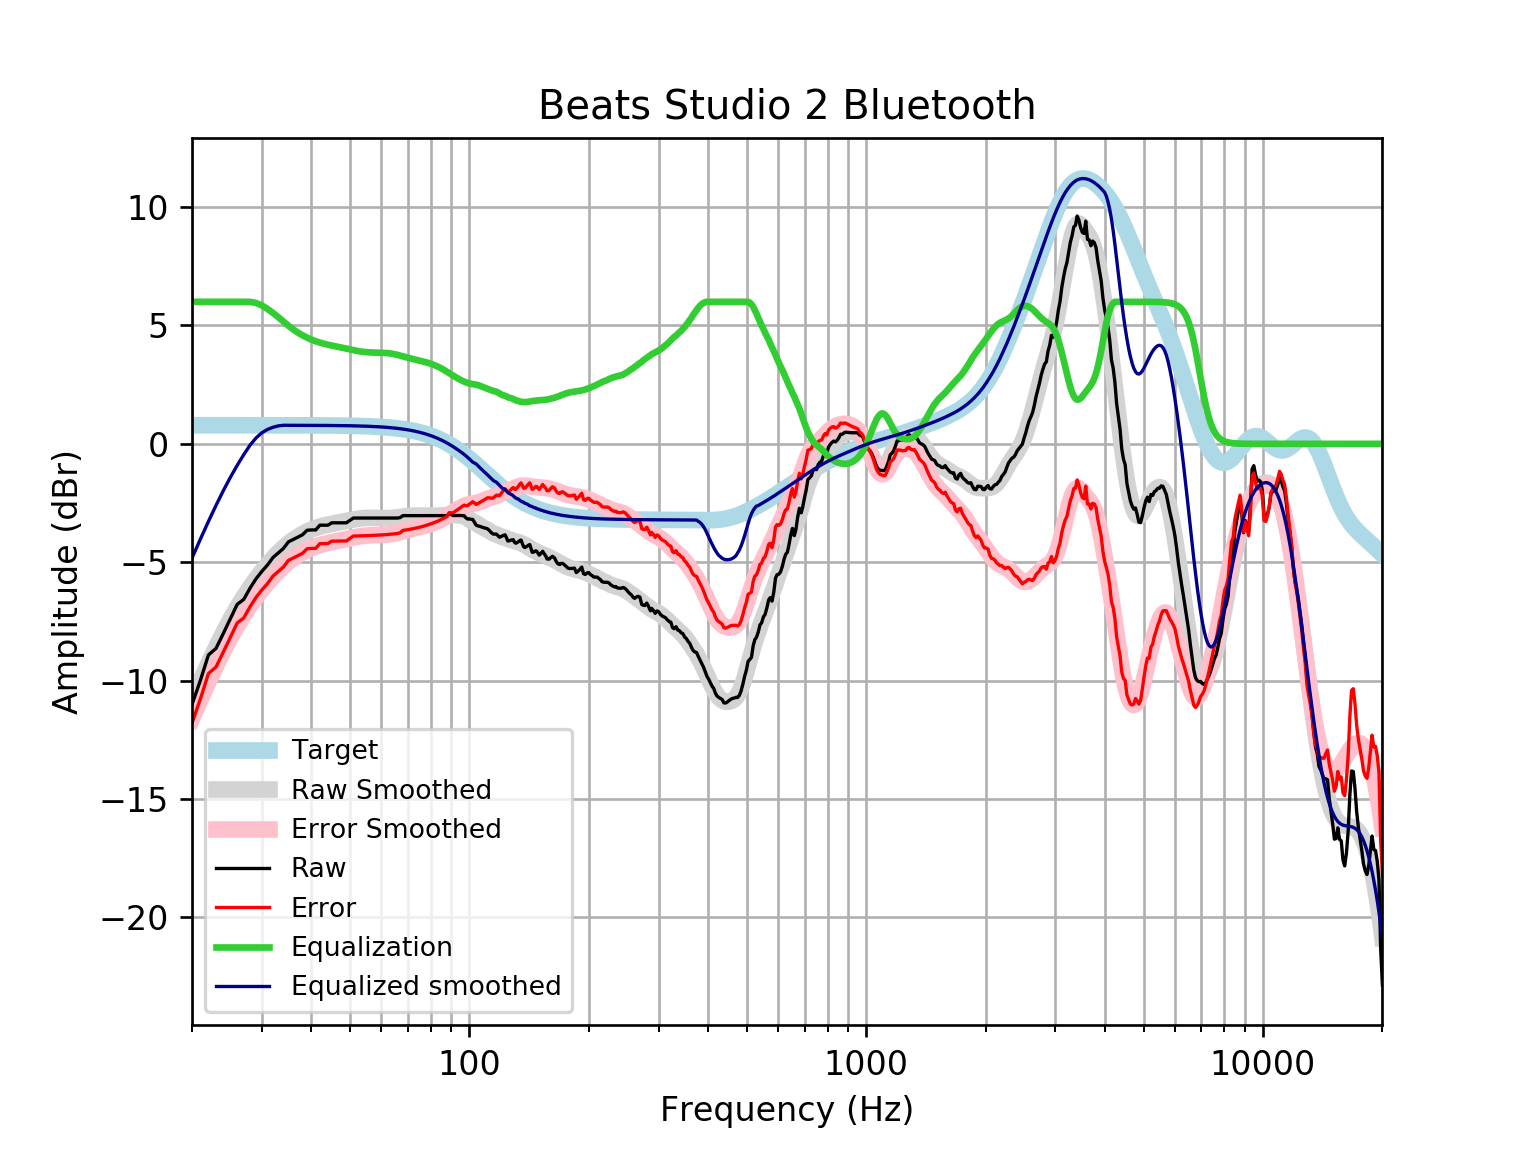 Beats Studio 2 Bluetooth
Amplitude (dBr)
10
5
0
−5
−10
−15
−20
Target
Raw Smoothed
Error Smoothed
Raw
Error
Equalization
Equalized smoothed
100 1000 10000
Frequency (Hz)